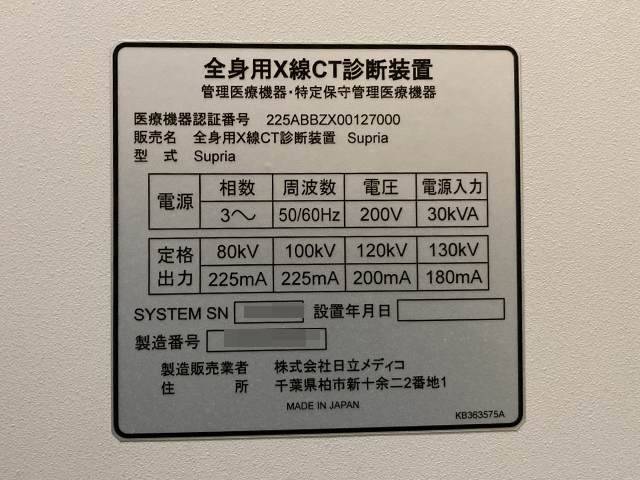 全身用X線CT診断装置
管理医療機器・特定保守管理医療機器
医療機器認証番号 225ABBZX00127000
販売名 全身用X線CT診断装置 Supria
型 式 Supria
電源 相数 周波数 電圧 電源入力
3～ 50/60Hz 200V 30kVA
定格出力 80kV 100kV 120kV 130kV
225mA 225mA 200mA 180mA
SYSTEM SN 設置年月日
製造番号
製造販売業者 株式会社日立メディコ
住 所 千葉県柏市新十余二2番地1
MADE IN JAPAN
KB363575A